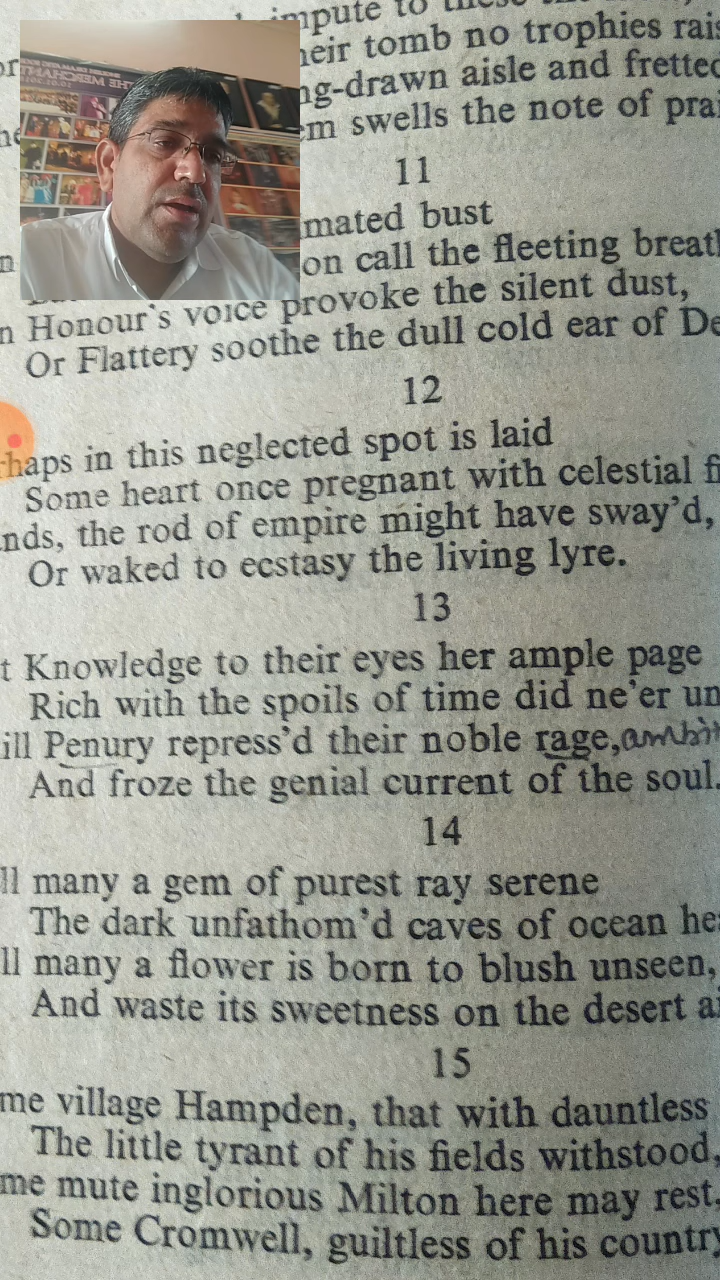 impute to these
heir tomb no trophies rais
ng-drawn aisle and fretted
em swells the note of prai
11
mated bust
on call the fleeting breath
n Honour's voice provoke the silent dust,
Or Flattery soothe the dull cold ear of De
12
haps in this neglected spot is laid
Some heart once pregnant with celestial fi
nds, the rod of empire might have sway'd,
Or waked to ecstasy the living lyre.
13
t Knowledge to their eyes her ample page
Rich with the spoils of time did ne'er un
ill Penury repress'd their noble rage,
And froze the genial current of the soul.
14
ll many a gem of purest ray serene
The dark unfathom'd caves of ocean bea
ll many a flower is born to blush unseen,
And waste its sweetness on the desert ai
15
me village Hampden, that with dauntless
The little tyrant of his fields withstood,
me mute inglorious Milton here may rest,
Some Cromwell, guiltless of his country